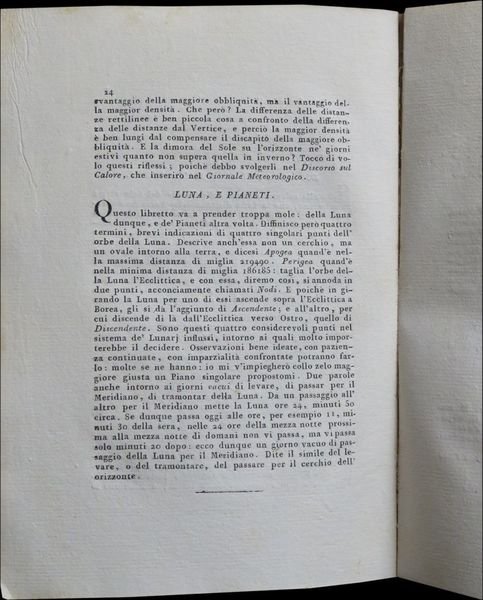 24
svantaggio della maggiore obbliquità, ma il vantaggio del-
la maggior densità. Che però? La differenza delle distan-
ze rettilinee è ben piccola cosa a confronto della differen-
za delle distanze dal Vertice, e perciò la maggior densità
è ben lungi dal compensare il discapito della maggiore ob-
bliquità. E la dimora del Sole su l'orizzonte ne' giorni
estivi quanto non supera quella in inverno? Tocco di vo-
lo questi riflessi; poichè debbo svolgerli nel Discorso sul
Calore, che inserirò nel Giornale Meteorologico.
LUNA, E PIANETI.
Questo libretto va a prender troppa mole: della Luna
dunque, e de' Pianeti altra volta. Diffinisco però quattro
termini, brevi indicazioni di quattro singolari punti dell'
orbe della Luna. Descrive anch'essa non un cerchio, ma
un ovale intorno alla terra, e dicesi Apogea quand'è nel-
la massima distanza di miglia 219490. Perigea quand'è
nella minima distanza di miglia 186185: taglia l'orbe del-
la Luna l'Ecclittica, e con essa, diremo così, si annoda in
due punti, acconciamente chiamati Nodi. E poichè in gi-
rando la Luna per uno di essi ascende sopra l'Ecclittica a
Borea, gli si dà l'aggiunto di Ascendente; e all'altro, per
cui discende di là dall'Ecclittica verso Ostro, quello di
Discendente. Sono questi quattro considerevoli punti nel
sistema de' Lunarj influssi, intorno ai quali molto impor-
terebbe il decidere. Osservazioni bene ideate, con pazien-
za continuate, con imparzialità confrontate potranno far-
lo: molte se ne hanno: io mi v'impiegherò collo zelo mag-
giore giusta un Piano singolare propostomi. Due parole
anche intorno ai giorni vacui di levare, di passar per il
Meridiano, di tramontar della Luna. Da un passaggio all'
altro per il Meridiano mette la Luna ore 24, minuti 50
circa. Se dunque passa oggi alle ore, per esempio 11, mi-
nuti 30 della sera, nelle 24 ore della mezza notte prossi-
ma alla mezza notte di domani non vi passa, ma vi passa
solo minuti 20 dopo: ecco dunque un giorno vacuo di pas-
saggio della Luna per il Meridiano. Dite il simile del le-
vare, o del tramontare, del passare per il cerchio dell'
orizzonte.